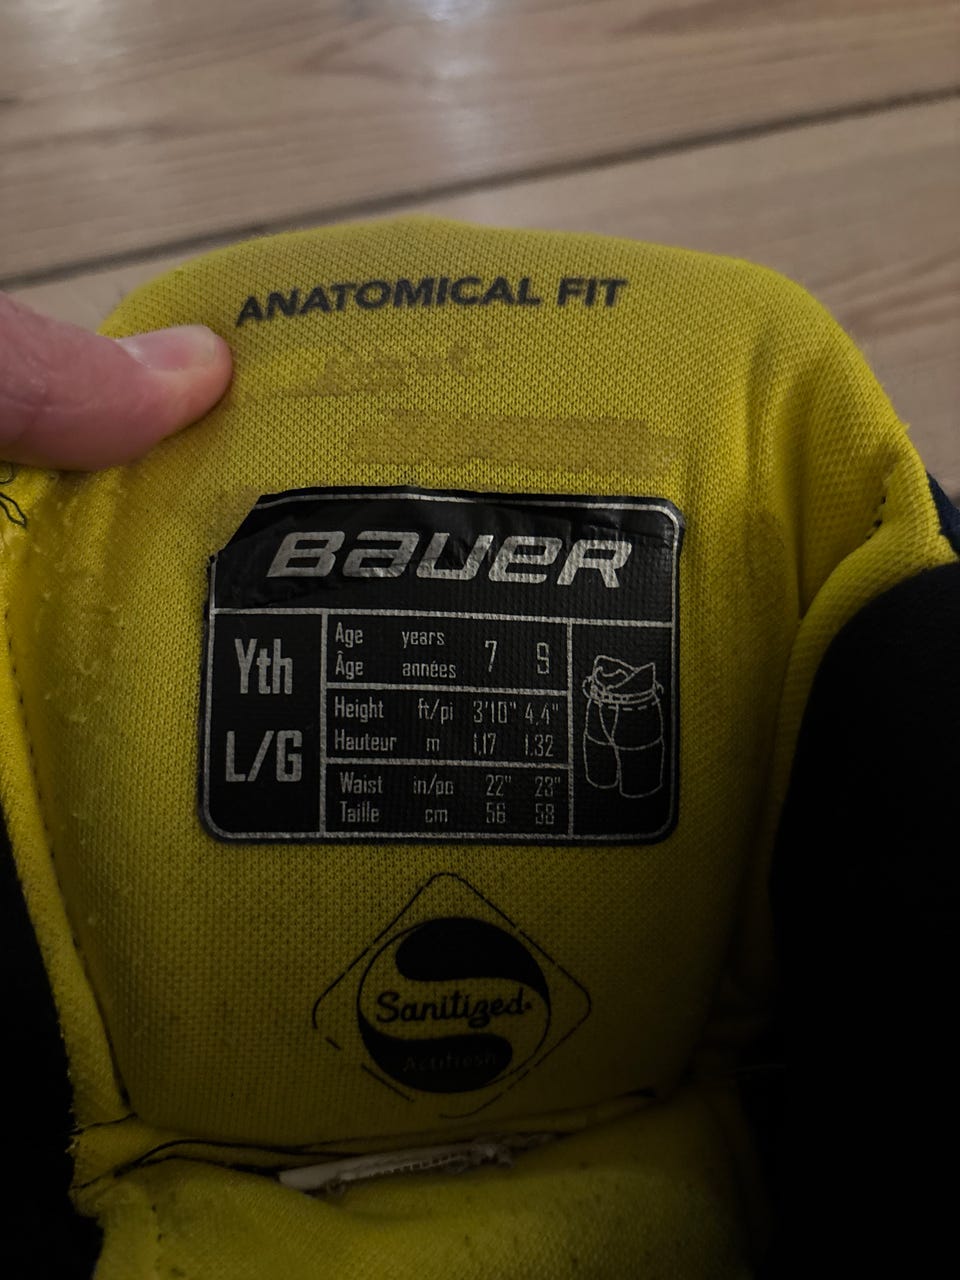 ANATOMICAL FIT
BAUER
Yth
L/G
Age years 7 9
Âge années
Height ft/pi 3'10" 4.4"
Hauteur m 1,17 1.32
Waist in/po 22" 23"
Taille cm 56 58
Sanitized
Actifresh